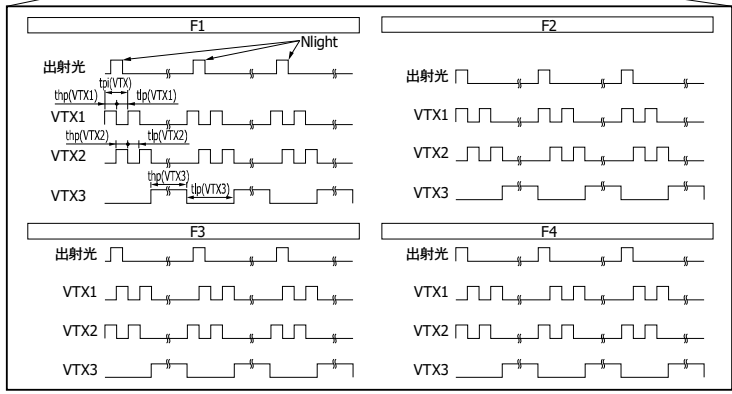 F1
Nlight
出射光
tpi(VTX)
thp(VTX1) tlp(VTX1)
VTX1
thp(VTX2) tlp(VTX2)
VTX2
thp(VTX3)
tlp(VTX3)
VTX3
F2
出射光
VTX1
VTX2
VTX3
F3
出射光
VTX1
VTX2
VTX3
F4
出射光
VTX1
VTX2
VTX3